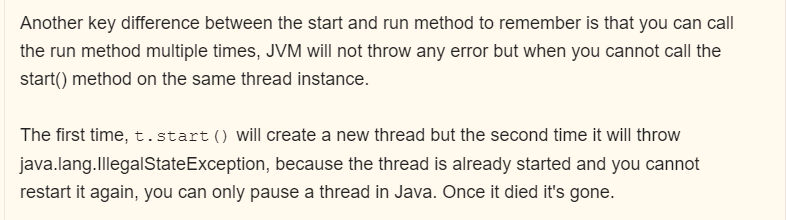 Another key difference between the start and run method to remember is that you can call
the run method multiple times, JVM will not throw any error but when you cannot call the
start() method on the same thread instance.
The first time, t.start() will create a new thread but the second time it will throw
java.lang.IllegalStateException, because the thread is already started and you cannot
restart it again, you can only pause a thread in Java. Once it died it's gone.